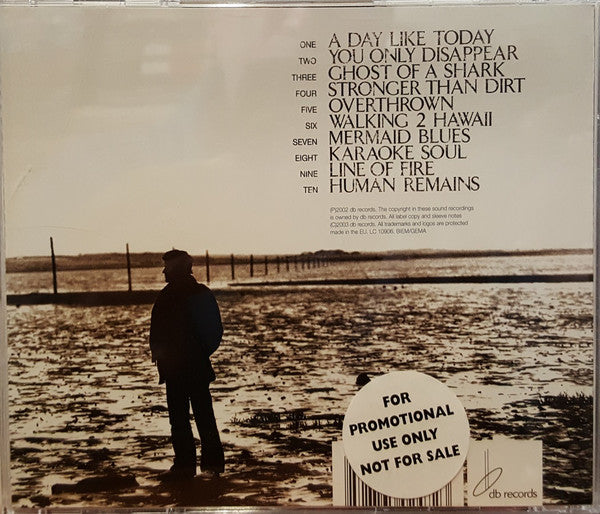 ONE A DAY LIKE TODAY
TWO YOU ONLY DISAPPEAR
THREE GHOST OF A SHARK
FOUR STRONGER THAN DIRT
FIVE OVERTHROWN
SIX WALKING 2 HAWAII
SEVEN MERMAID BLUES
EIGHT KARAOKE SOUL
NINE LINE OF FIRE
TEN HUMAN REMAINS
(P)2002 db records. The copyright in these sound recordings
is owned by db records. All label copy and sleeve notes
(C)2003 db records. All trademarks and logos are protected
made in the EU. LC 10906. BIEM/GEMA
FOR
PROMOTIONAL
USE ONLY
NOT FOR SALE
db records